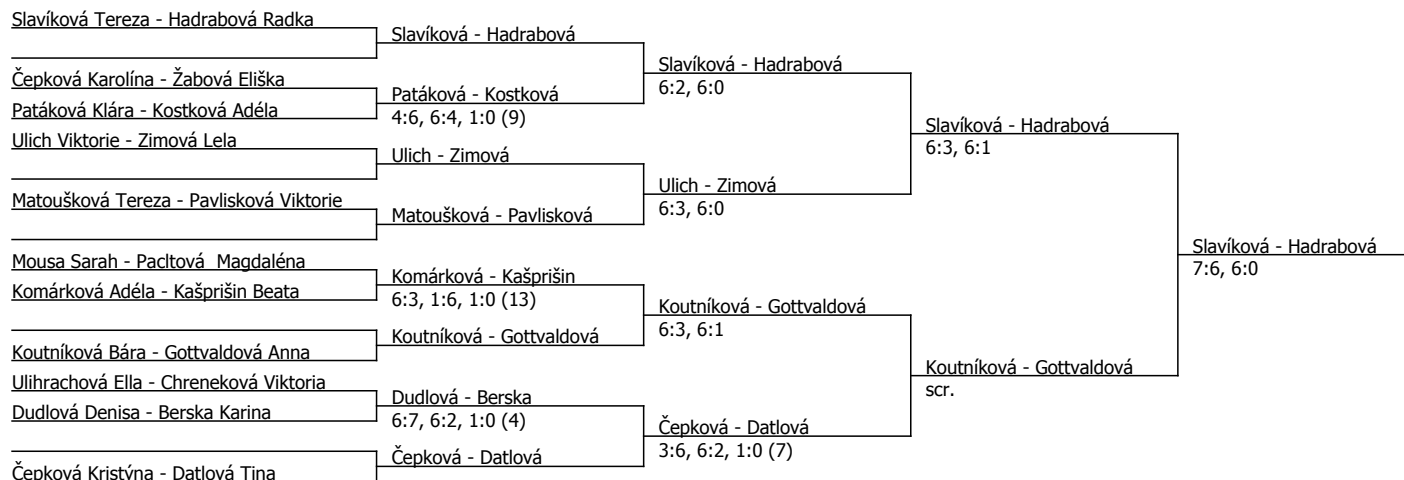 Slavíková Tereza - Hadrabová Radka
Čepková Karolína - Žabová Eliška
Patáková Klára - Kostková Adéla
Ulich Viktorie - Zimová Lela
Matoušková Tereza - Pavlisková Viktorie
Mousa Sarah - Pacltová  Magdaléna
Komárková Adéla - Kašprišin Beata
Koutníková Bára - Gottvaldová Anna
Ulihrachová Ella - Chreneková Viktoria
Dudlová Denisa - Berska Karina
Čepková Kristýna - Datlová Tina
Slavíková - Hadrabová
Patáková - Kostková
4:6, 6:4, 1:0 (9)
Ulich - Zimová
Matoušková - Pavlisková
Komárková - Kašprišin
6:3, 1:6, 1:0 (13)
Koutníková - Gottvaldová
Dudlová - Berska
6:7, 6:2, 1:0 (4)
Čepková - Datlová
Slavíková - Hadrabová
6:2, 6:0
Ulich - Zimová
6:3, 6:0
Koutníková - Gottvaldová
6:3, 6:1
Čepková - Datlová
3:6, 6:2, 1:0 (7)
Slavíková - Hadrabová
6:3, 6:1
Koutníková - Gottvaldová
scr.
Slavíková - Hadrabová
7:6, 6:0